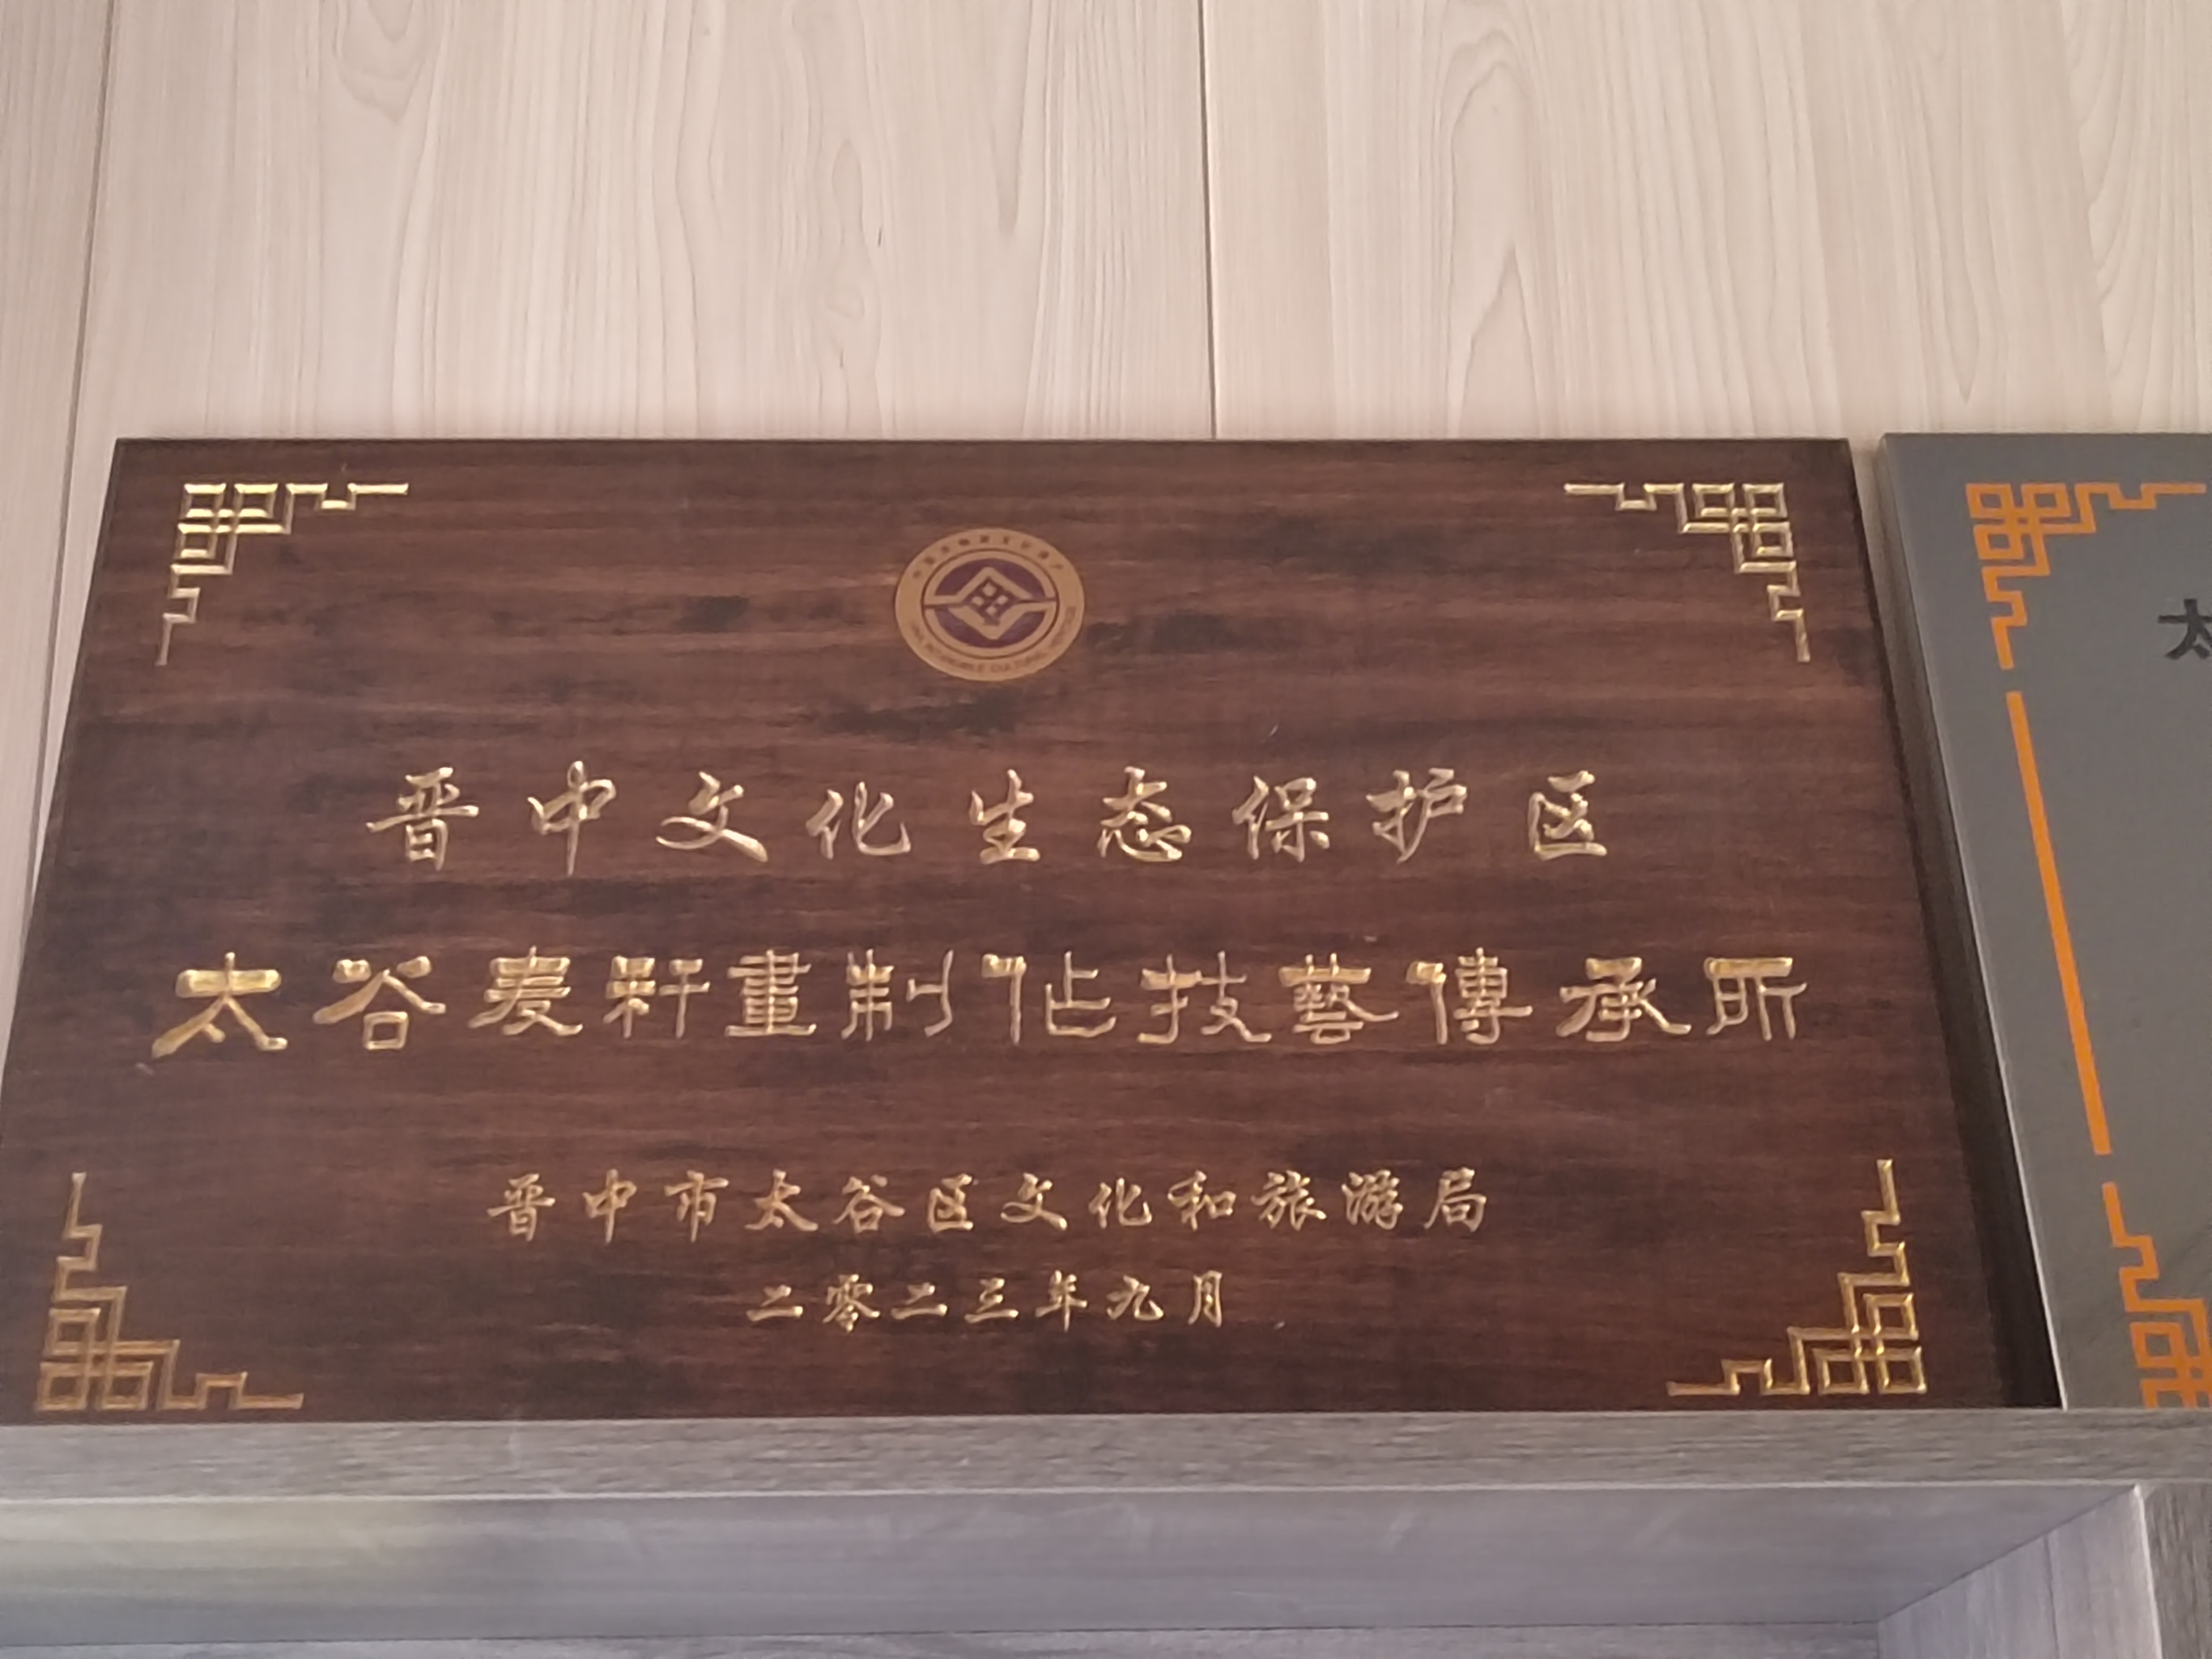 晋中文化生态保护区
太谷麦秆畫制作技藝傳承所
晋中市太谷区文化和旅游局
二零二三年九月
太